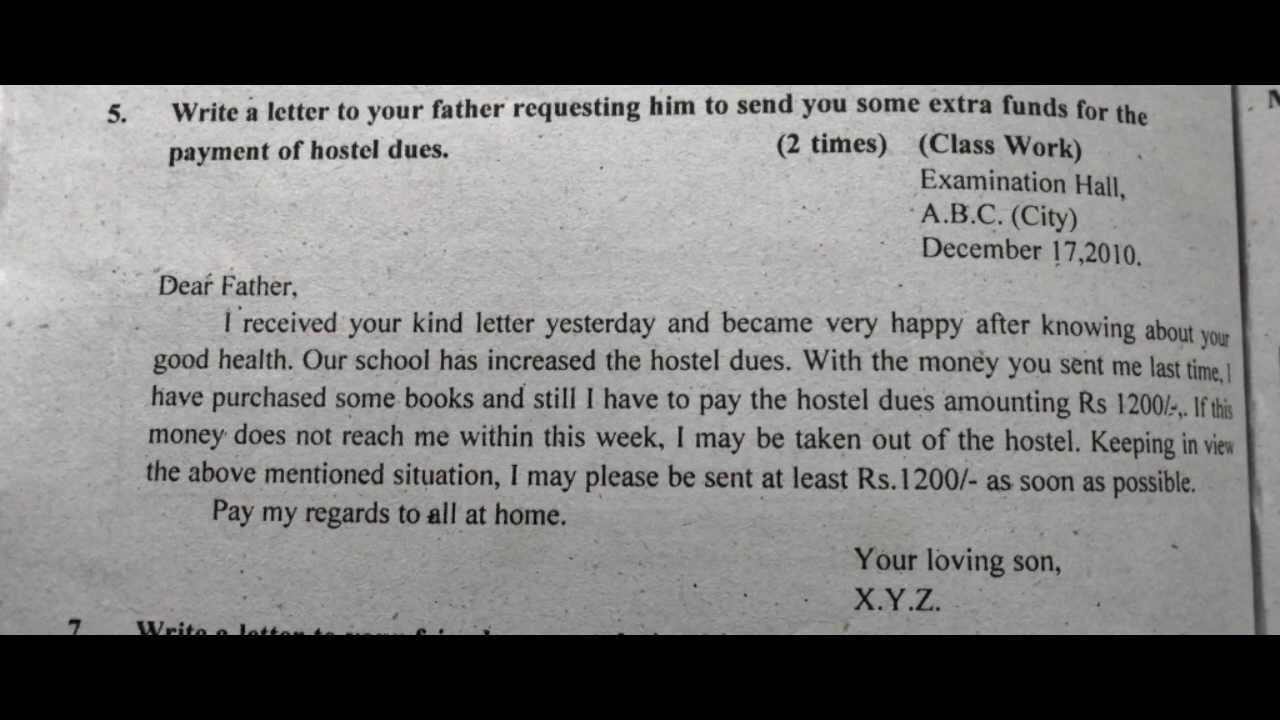 5. Write a letter to your father requesting him to send you some extra funds for the
payment of hostel dues. (2 times) (Class Work)
Examination Hall,
A.B.C. (City)
December 17,2010.
Dear Father,
I received your kind letter yesterday and became very happy after knowing about your
good health. Our school has increased the hostel dues. With the money you sent me last time, I
have purchased some books and still I have to pay the hostel dues amounting Rs 1200/-,. If this
money does not reach me within this week, I may be taken out of the hostel. Keeping in view
the above mentioned situation, I may please be sent at least Rs.1200/- as soon as possible.
Pay my regards to all at home.
Your loving son,
X.Y.Z.
7 Write a letter to your